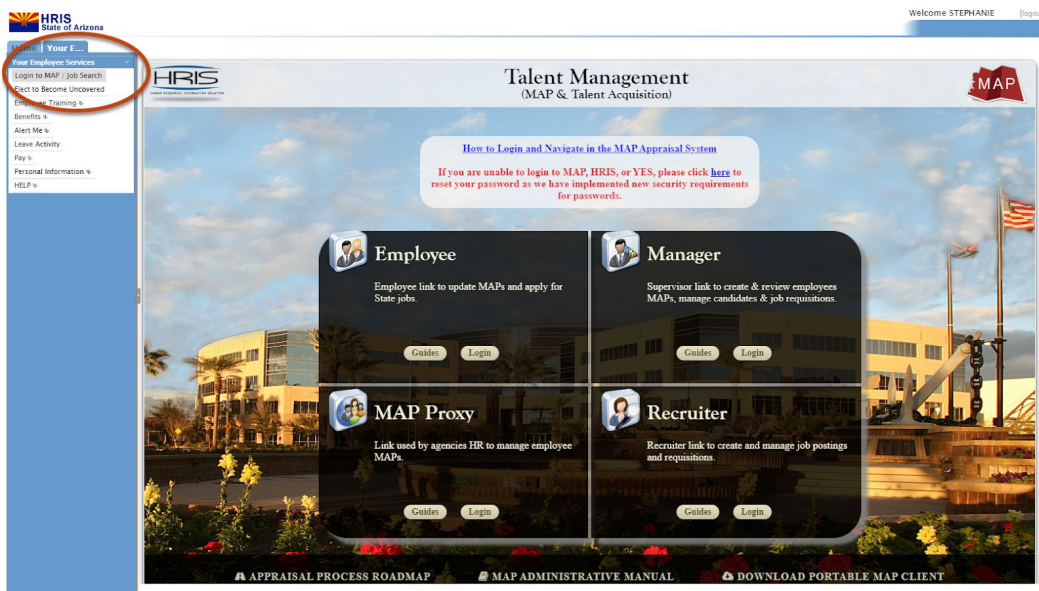 HRIS
State of Arizona
Welcome STEPHANIE
[logou
Home
Your E...
Your Employee Services
Login to MAP / Job Search
Elect to Become Uncovered
Employee Training
Benefits
Alert Me
Leave Activity
Pay
Personal Information
HELP
HRIS
HUMAN RESOURCES INFORMATION SOLUTION
Talent Management
(MAP & Talent Acquisition)
MAP
How to Login and Navigate in the MAP Appraisal System
If you are unable to login to MAP, HRIS, or YES, please click here to
reset your password as we have implemented new security requirements
for passwords.
Employee
Employee link to update MAPs and apply for
State jobs.
Guides Login
Manager
Supervisor link to create & review employees
MAPs, manage candidates & job requisitions.
Guides Login
MAP Proxy
Link used by agencies HR to manage employee
MAPs.
Guides Login
Recruiter
Recruiter link to create and manage job postings
and requisitions.
Guides Login
APPRAISAL PROCESS ROADMAP
MAP ADMINISTRATIVE MANUAL
DOWNLOAD PORTABLE MAP CLIENT